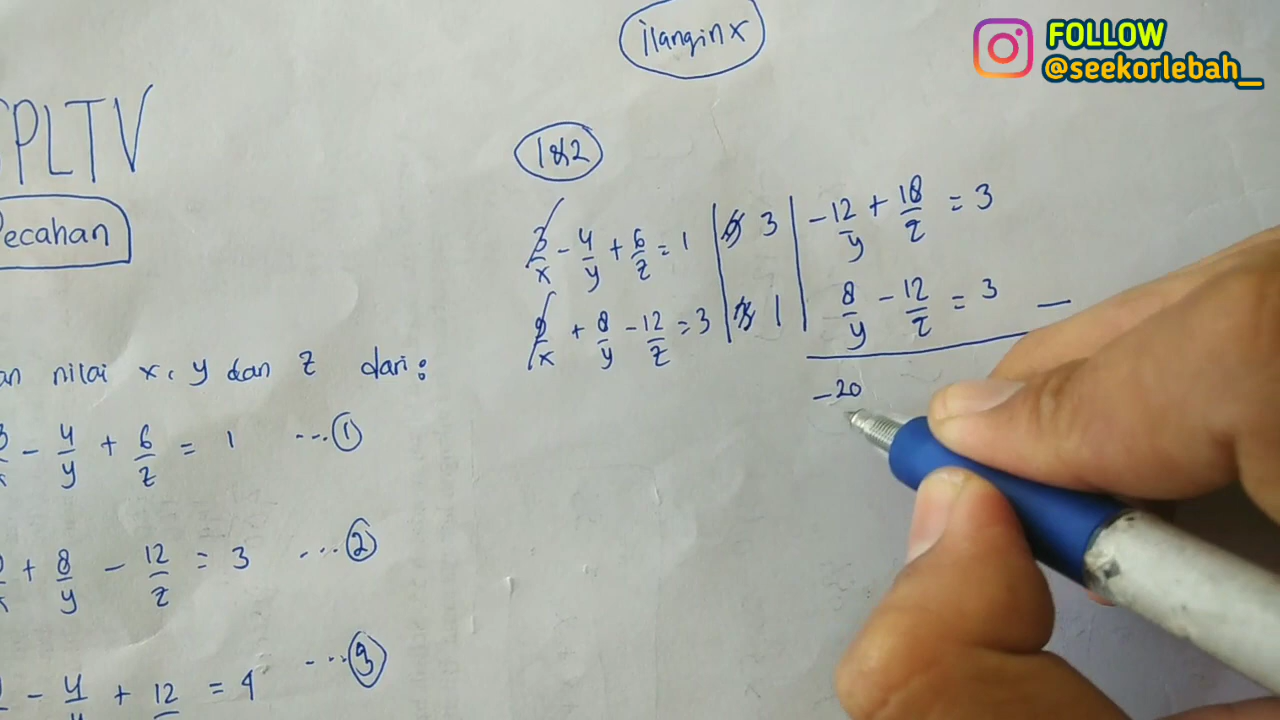 ilangin x
FOLLOW
@seekorlebah_
SPLTV
Pecahan
1&2
3/x - 4/y + 6/z = 1 | 3 | -12/y + 18/z = 3
9/x + 8/y - 12/z = 3 | 1 | 8/y - 12/z = 3 —
-20
nilai x, y dan z dari:
3/x - 4/y + 6/z = 1 ...①
+ 8/y - 12/z = 3 ...②
- 4/y + 12 = 4 ...③